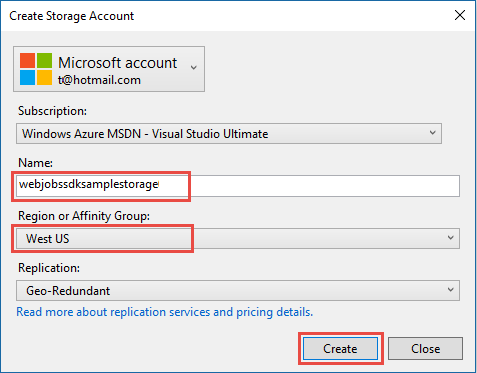 Create Storage Account
Microsoft account
t@hotmail.com
Subscription:
Windows Azure MSDN - Visual Studio Ultimate
Name:
webjobssdksamplestorage
Region or Affinity Group:
West US
Replication:
Geo-Redundant
Read more about replication services and pricing details.
Create Close